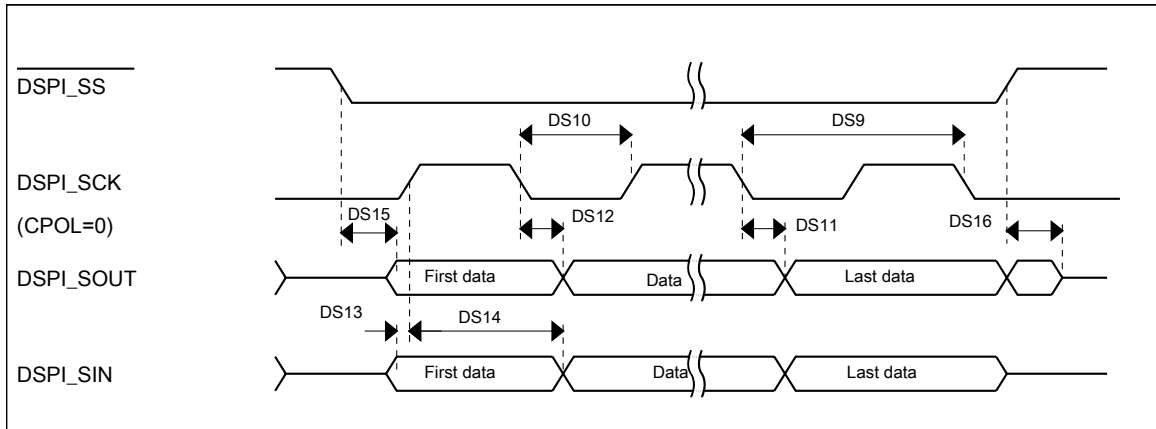 DSPI_SS
DS10
DS9
DSPI_SCK
(CPOL=0)
DS15
DS12
DS11
DS16
DSPI_SOUT
First data
Data
Last data
DS13
DS14
DSPI_SIN
First data
Data
Last data